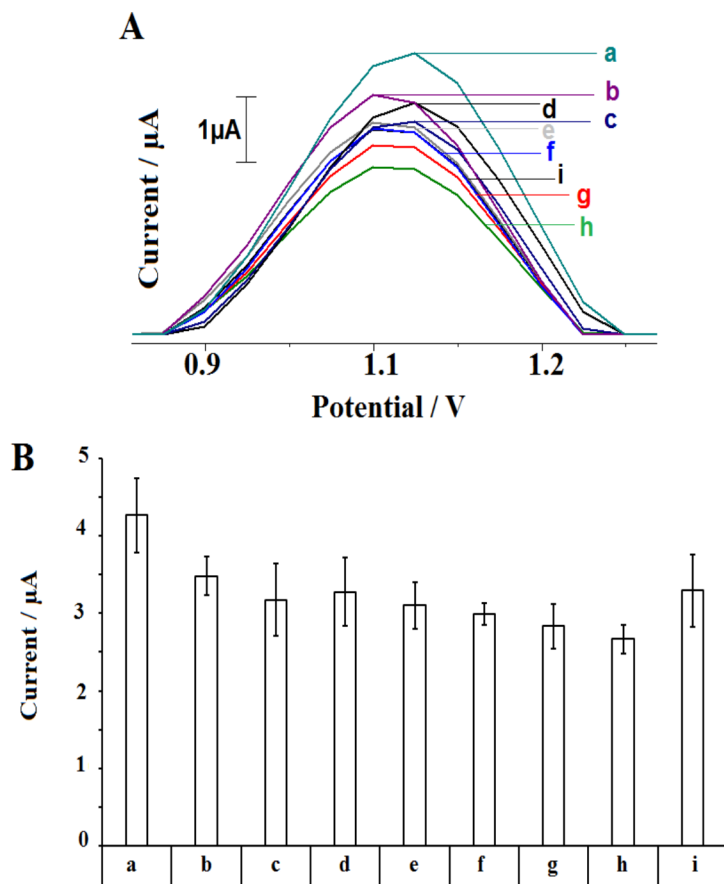 A
a
b
d
c
1µA
e
f
i
g
h
Current / µA
0.9
1.1
1.2
Potential / V
B
5
4
3
2
1
0
Current / µA
a b c d e f g h i